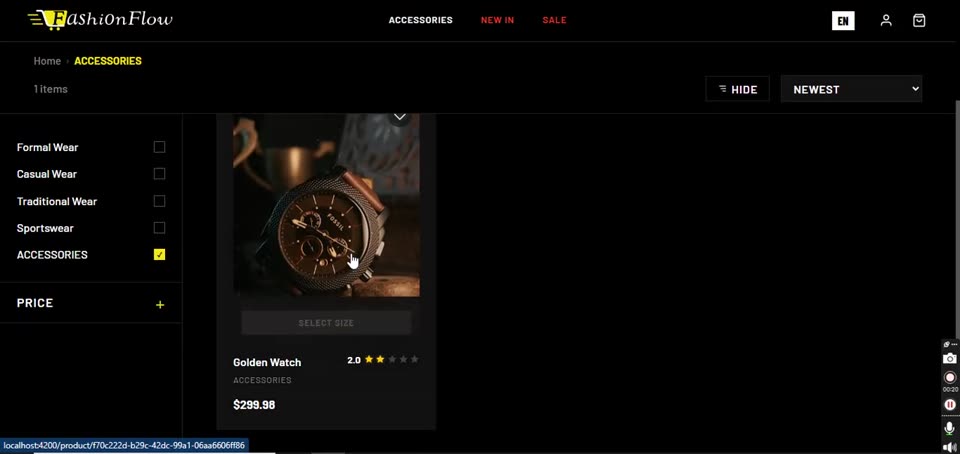 Fashi0nFlow
ACCESSORIES NEW IN SALE
EN
Home › ACCESSORIES
1 items
HIDE
NEWEST
Formal Wear
Casual Wear
Traditional Wear
Sportswear
ACCESSORIES
PRICE +
FOSSIL
SELECT SIZE
Golden Watch 2.0
ACCESSORIES
$299.98
00:20
localhost:4200/product/f70c222d-b29c-42dc-99a1-06aa6606ff86